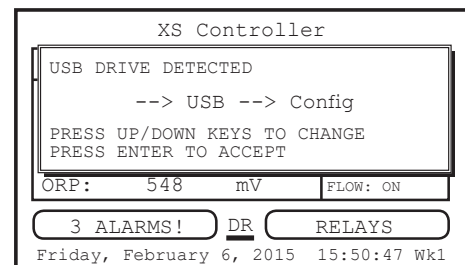 XS Controller
USB DRIVE DETECTED
--> USB --> Config
PRESS UP/DOWN KEYS TO CHANGE
PRESS ENTER TO ACCEPT
ORP: 548 mV FLOW: ON
3 ALARMS! DR RELAYS
Friday, February 6, 2015 15:50:47 Wk1